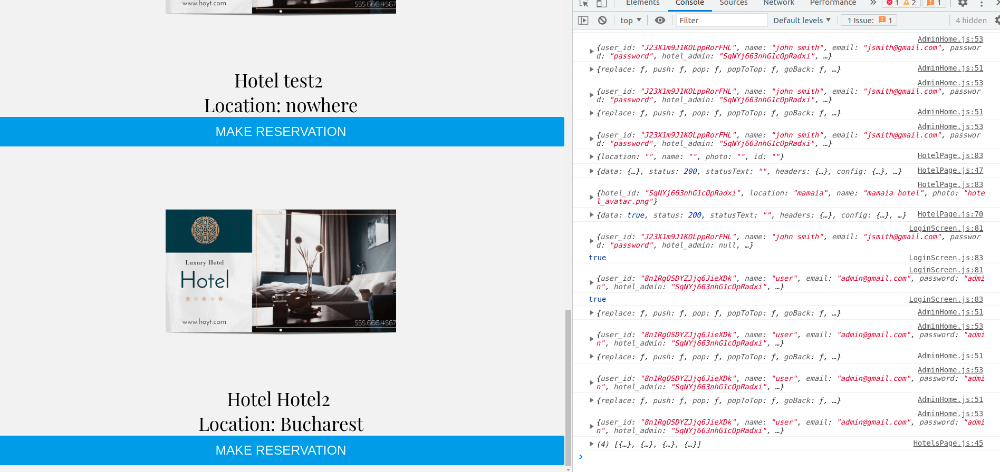 www.hoyt.com
555.666.4567
Hotel test2
Location: nowhere
MAKE RESERVATION
Luxury Hotel
Hotel
www.hoyt.com
555.666.4567
Hotel Hotel2
Location: Bucharest
MAKE RESERVATION
Elements Console Sources Network Performance » 1 2 1
top Filter Default levels 1 Issue: 1 4 hidden
AdminHome.js:53
{user_id: "J23X1m9J1KOLppRorFHL", name: "john smith", email: "jsmith@gmail.com", passwor
d: "password", hotel_admin: "SqNYj663nhG1cOpRadxi", …}
{replace: ƒ, push: ƒ, pop: ƒ, popToTop: ƒ, goBack: ƒ, …} AdminHome.js:51
AdminHome.js:53
{user_id: "J23X1m9J1KOLppRorFHL", name: "john smith", email: "jsmith@gmail.com", passwor
d: "password", hotel_admin: "SqNYj663nhG1cOpRadxi", …}
{replace: ƒ, push: ƒ, pop: ƒ, popToTop: ƒ, goBack: ƒ, …} AdminHome.js:51
AdminHome.js:53
{user_id: "J23X1m9J1KOLppRorFHL", name: "john smith", email: "jsmith@gmail.com", passwor
d: "password", hotel_admin: "SqNYj663nhG1cOpRadxi", …}
{location: "", name: "", photo: "", id: ""} HotelPage.js:83
{data: {…}, status: 200, statusText: "", headers: {…}, config: {…}, …} HotelPage.js:47
HotelPage.js:83
{hotel_id: "SqNYj663nhG1cOpRadxi", location: "mamaia", name: "mamaia hotel", photo: "hote
l_avatar.png"}
{data: true, status: 200, statusText: "", headers: {…}, config: {…}, …} HotelPage.js:70
LoginScreen.js:81
{user_id: "J23X1m9J1KOLppRorFHL", name: "john smith", email: "jsmith@gmail.com", passwor
d: "password", hotel_admin: null, …}
true LoginScreen.js:83
LoginScreen.js:81
{user_id: "8n1RgOSDYZJjq6JieXDk", name: "user", email: "admin@gmail.com", password: "admi
n", hotel_admin: "SqNYj663nhG1cOpRadxi", …}
true LoginScreen.js:83
{replace: ƒ, push: ƒ, pop: ƒ, popToTop: ƒ, goBack: ƒ, …} AdminHome.js:51
AdminHome.js:53
{user_id: "8n1RgOSDYZJjq6JieXDk", name: "user", email: "admin@gmail.com", password: "admi
n", hotel_admin: "SqNYj663nhG1cOpRadxi", …}
{replace: ƒ, push: ƒ, pop: ƒ, popToTop: ƒ, goBack: ƒ, …} AdminHome.js:51
AdminHome.js:53
{user_id: "8n1RgOSDYZJjq6JieXDk", name: "user", email: "admin@gmail.com", password: "admi
n", hotel_admin: "SqNYj663nhG1cOpRadxi", …}
{replace: ƒ, push: ƒ, pop: ƒ, popToTop: ƒ, goBack: ƒ, …} AdminHome.js:51
AdminHome.js:53
{user_id: "8n1RgOSDYZJjq6JieXDk", name: "user", email: "admin@gmail.com", password: "admi
n", hotel_admin: "SqNYj663nhG1cOpRadxi", …}
(4) [{…}, {…}, {…}, {…}] HotelsPage.js:45